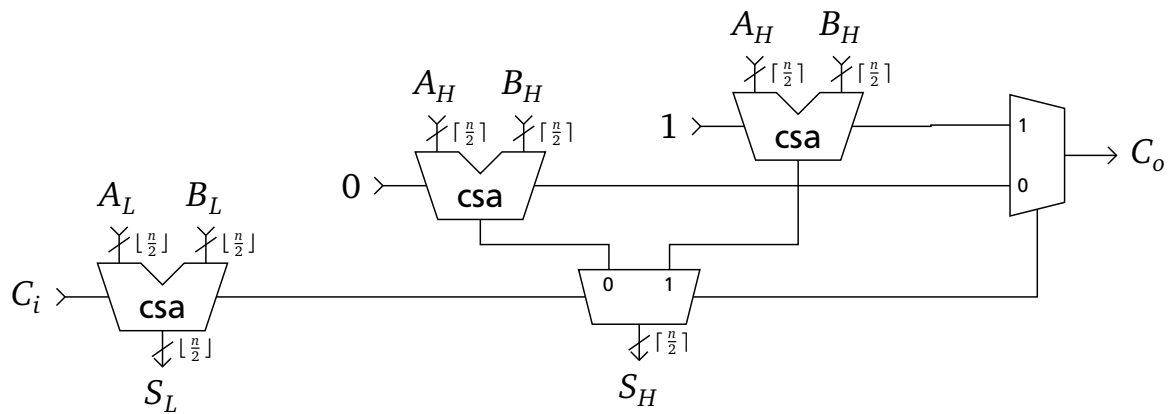 A_H B_H
⌈n/2⌉ ⌈n/2⌉
A_H B_H
⌈n/2⌉ ⌈n/2⌉
1 csa 1
C_o
0 csa 0
A_L B_L
⌊n/2⌋ ⌊n/2⌋
0 1
C_i csa
⌊n/2⌋ ⌈n/2⌉
S_L S_H